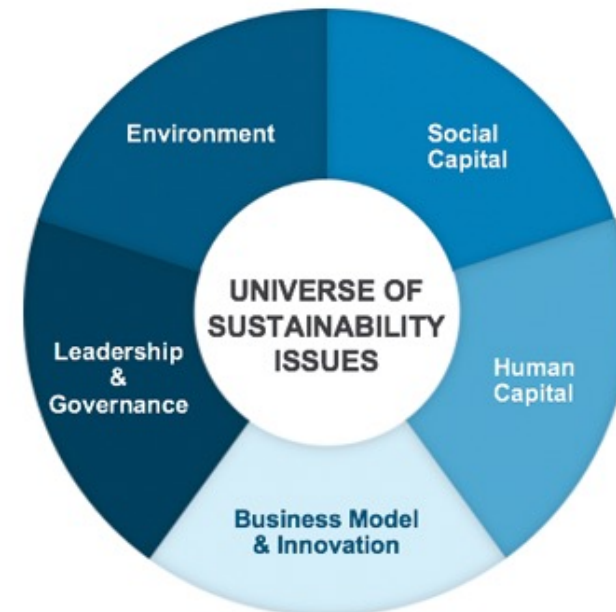 Environment
Social
Capital
UNIVERSE OF
SUSTAINABILITY
ISSUES
Leadership
&
Governance
Human
Capital
Business Model
& Innovation